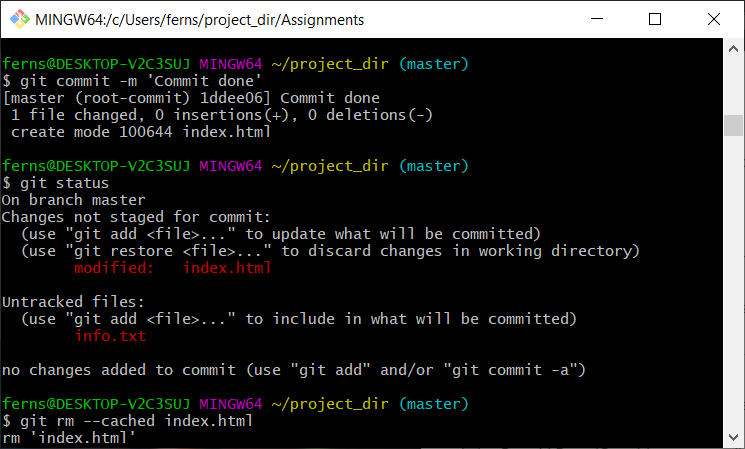 MINGW64:/c/Users/ferns/project_dir/Assignments
ferns@DESKTOP-V2C3SUJ MINGW64 ~/project_dir (master)
$ git commit -m 'Commit done'
[master (root-commit) 1ddee06] Commit done
 1 file changed, 0 insertions(+), 0 deletions(-)
 create mode 100644 index.html

ferns@DESKTOP-V2C3SUJ MINGW64 ~/project_dir (master)
$ git status
On branch master
Changes not staged for commit:
  (use "git add <file>..." to update what will be committed)
  (use "git restore <file>..." to discard changes in working directory)
        modified:   index.html

Untracked files:
  (use "git add <file>..." to include in what will be committed)
        info.txt

no changes added to commit (use "git add" and/or "git commit -a")

ferns@DESKTOP-V2C3SUJ MINGW64 ~/project_dir (master)
$ git rm --cached index.html
rm 'index.html'